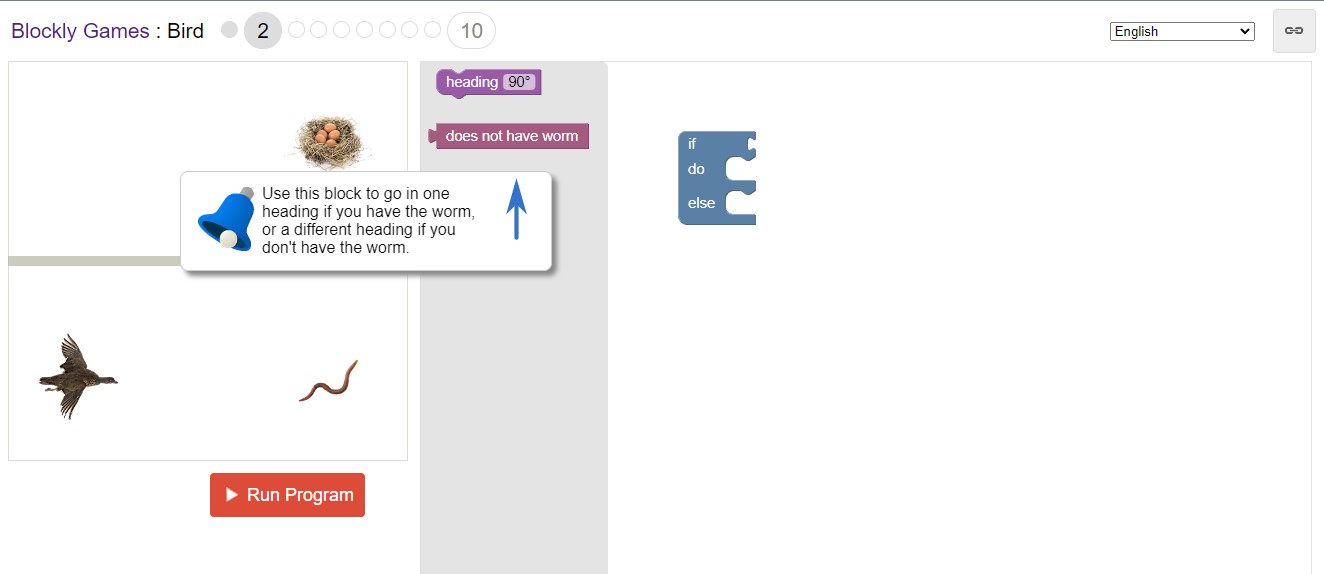 Blockly Games : Bird
2
10
English
heading 90°
does not have worm
if
do
else
Use this block to go in one
heading if you have the worm,
or a different heading if you
don't have the worm.
Run Program